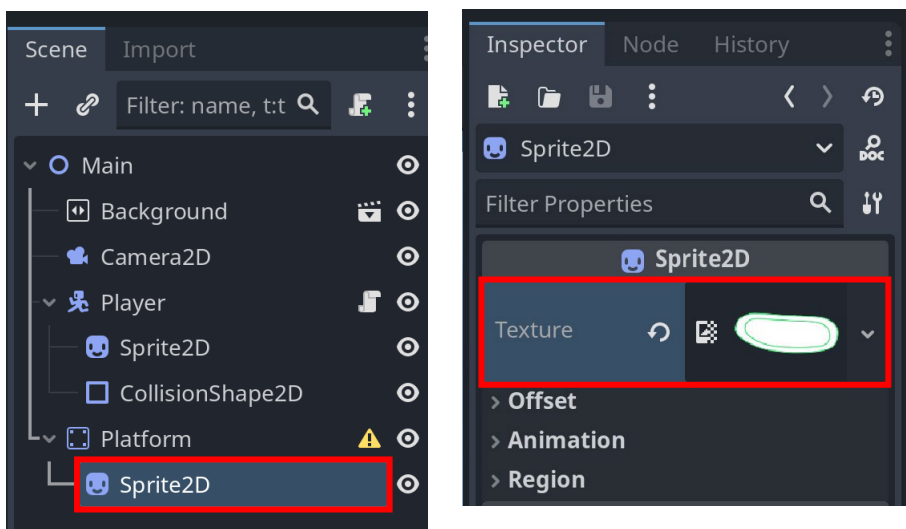 Scene Import
Filter: name, t:t
Main
Background
Camera2D
Player
Sprite2D
CollisionShape2D
Platform
Sprite2D
Inspector Node History
Sprite2D
DOC
Filter Properties
Sprite2D
Texture
Offset
Animation
Region